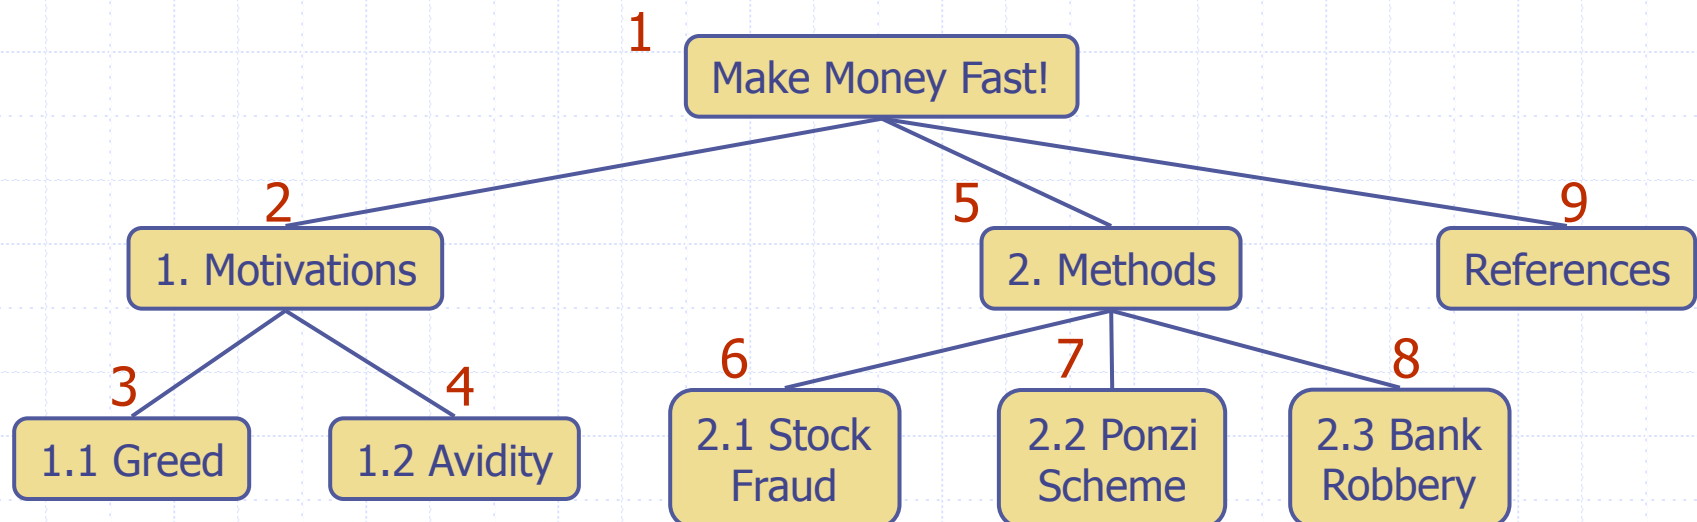 1
Make Money Fast!
2
5
9
1. Motivations
2. Methods
References
3
4
6
7
8
1.1 Greed
1.2 Avidity
2.1 Stock
Fraud
2.2 Ponzi
Scheme
2.3 Bank
Robbery